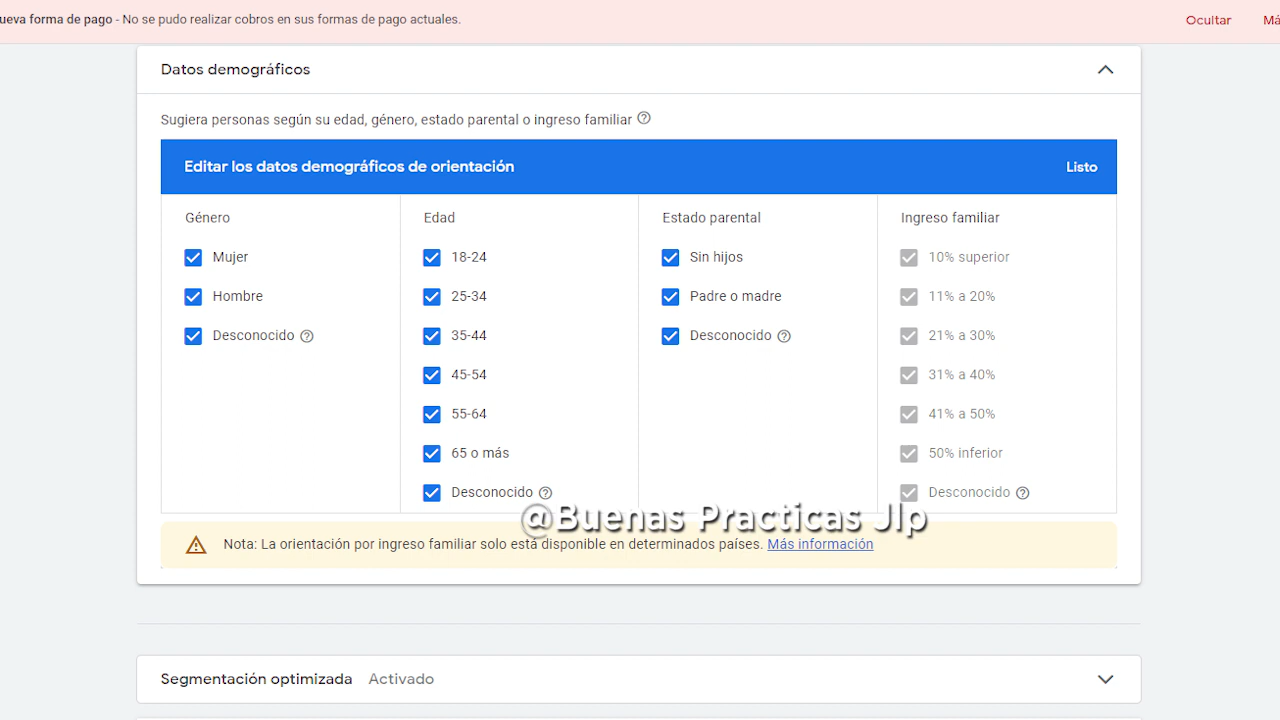 ueva forma de pago - No se pudo realizar cobros en sus formas de pago actuales.
Ocultar
Má
Datos demográficos
Sugiera personas según su edad, género, estado parental o ingreso familiar
Editar los datos demográficos de orientación
Listo
Género
Mujer
Hombre
Desconocido
Edad
18-24
25-34
35-44
45-54
55-64
65 o más
Desconocido
Estado parental
Sin hijos
Padre o madre
Desconocido
Ingreso familiar
10% superior
11% a 20%
21% a 30%
31% a 40%
41% a 50%
50% inferior
Desconocido
@Buenas Practicas Jlp
Nota: La orientación por ingreso familiar solo está disponible en determinados países. Más información
Segmentación optimizada Activado